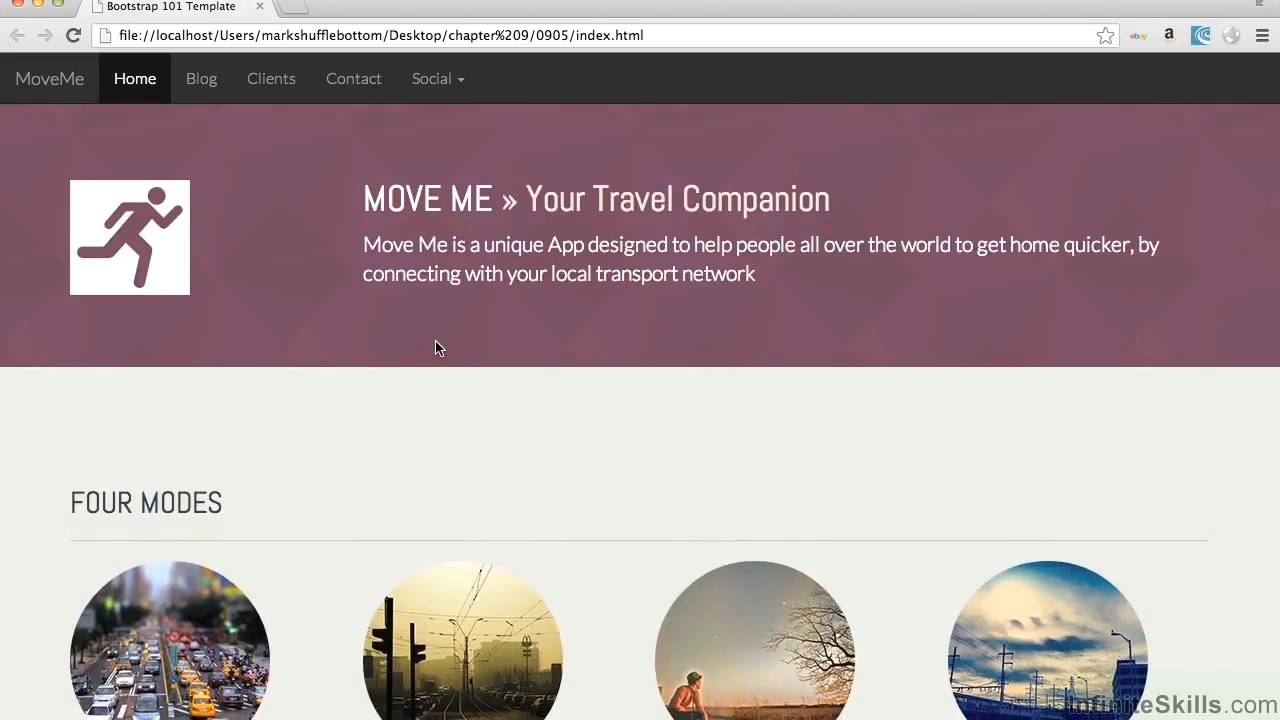 Bootstrap 101 Template
file://localhost/Users/markshufflebottom/Desktop/chapter%209/0905/index.html
ebay
a
MoveMe Home Blog Clients Contact Social
MOVE ME » Your Travel Companion
Move Me is a unique App designed to help people all over the world to get home quicker, by
connecting with your local transport network
FOUR MODES
InfiniteSkills.com